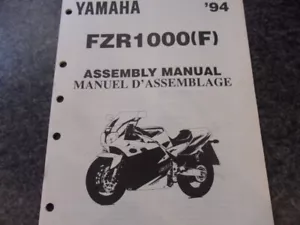 YAMAHA '94
FZR1000(F)
ASSEMBLY MANUAL
MANUEL D'ASSEMBLAGE